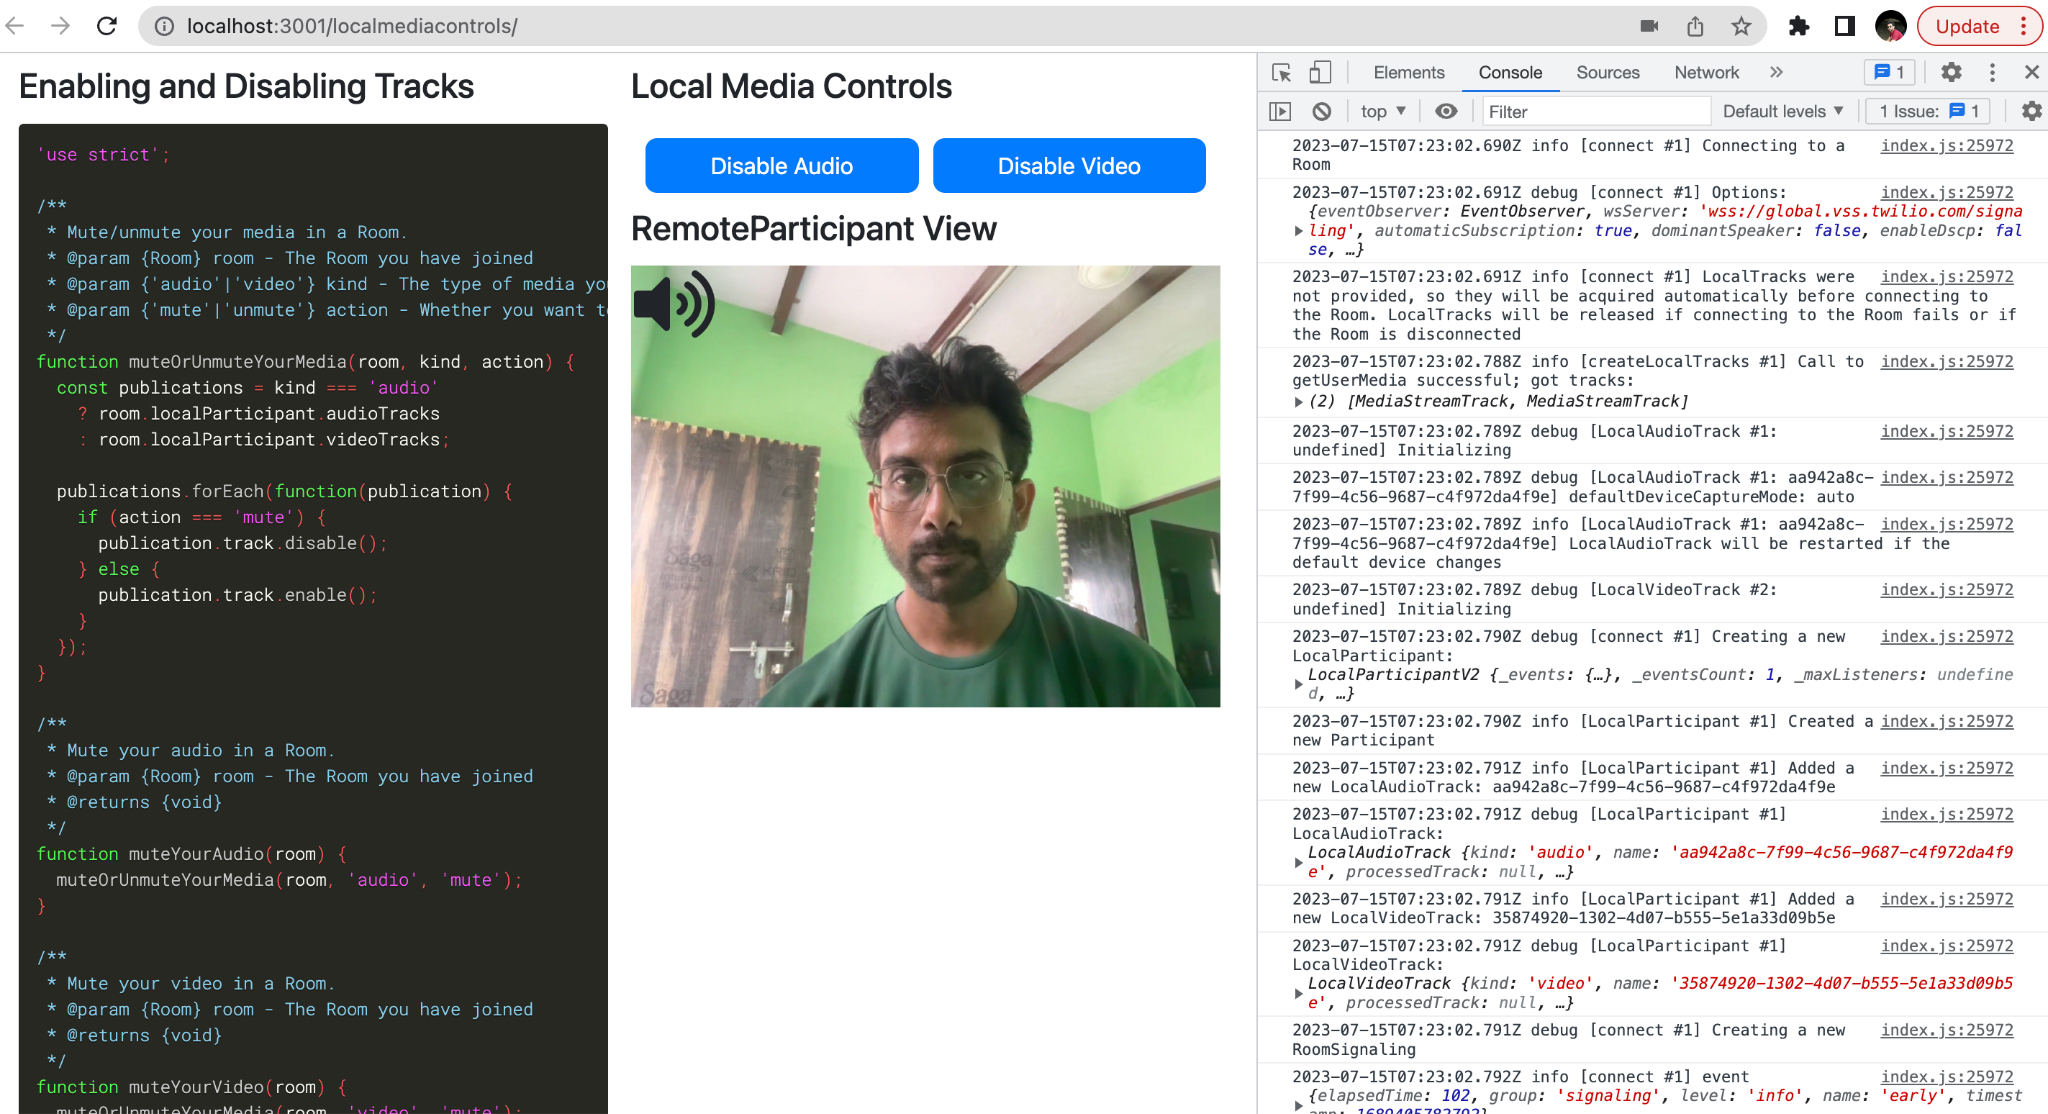 localhost:3001/localmediacontrols/
Update
Enabling and Disabling Tracks
'use strict';
/**
* Mute/unmute your media in a Room.
* @param {Room} room - The Room you have joined
* @param {'audio'|'video'} kind - The type of media yo
* @param {'mute'|'unmute'} action - Whether you want t
*/
function muteOrUnmuteYourMedia(room, kind, action) {
const publications = kind === 'audio'
? room.localParticipant.audioTracks
: room.localParticipant.videoTracks;
publications.forEach(function(publication) {
if (action === 'mute') {
publication.track.disable();
} else {
publication.track.enable();
}
});
}
/**
* Mute your audio in a Room.
* @param {Room} room - The Room you have joined
* @returns {void}
*/
function muteYourAudio(room) {
muteOrUnmuteYourMedia(room, 'audio', 'mute');
}
/**
* Mute your video in a Room.
* @param {Room} room - The Room you have joined
* @returns {void}
*/
function muteYourVideo(room) {
muteOrUnmuteYourMedia(room, 'video', 'mute');
Local Media Controls
Disable Audio
Disable Video
RemoteParticipant View
Saga
Saga
Elements Console Sources Network » 1
top Filter Default levels 1 Issue: 1
2023-07-15T07:23:02.690Z info [connect #1] Connecting to a index.js:25972
Room
2023-07-15T07:23:02.691Z debug [connect #1] Options: index.js:25972
{eventObserver: EventObserver, wsServer: 'wss://global.vss.twilio.com/signa
ling', automaticSubscription: true, dominantSpeaker: false, enableDscp: fal
se, …}
2023-07-15T07:23:02.691Z info [connect #1] LocalTracks were index.js:25972
not provided, so they will be acquired automatically before connecting to
the Room. LocalTracks will be released if connecting to the Room fails or if
the Room is disconnected
2023-07-15T07:23:02.788Z info [createLocalTracks #1] Call to index.js:25972
getUserMedia successful; got tracks:
(2) [MediaStreamTrack, MediaStreamTrack]
2023-07-15T07:23:02.789Z debug [LocalAudioTrack #1: index.js:25972
undefined] Initializing
2023-07-15T07:23:02.789Z debug [LocalAudioTrack #1: aa942a8c- index.js:25972
7f99-4c56-9687-c4f972da4f9e] defaultDeviceCaptureMode: auto
2023-07-15T07:23:02.789Z info [LocalAudioTrack #1: aa942a8c- index.js:25972
7f99-4c56-9687-c4f972da4f9e] LocalAudioTrack will be restarted if the
default device changes
2023-07-15T07:23:02.789Z debug [LocalVideoTrack #2: index.js:25972
undefined] Initializing
2023-07-15T07:23:02.790Z debug [connect #1] Creating a new index.js:25972
LocalParticipant:
LocalParticipantV2 {_events: {…}, _eventsCount: 1, _maxListeners: undefine
d, …}
2023-07-15T07:23:02.790Z info [LocalParticipant #1] Created a index.js:25972
new Participant
2023-07-15T07:23:02.791Z info [LocalParticipant #1] Added a index.js:25972
new LocalAudioTrack: aa942a8c-7f99-4c56-9687-c4f972da4f9e
2023-07-15T07:23:02.791Z debug [LocalParticipant #1] index.js:25972
LocalAudioTrack:
LocalAudioTrack {kind: 'audio', name: 'aa942a8c-7f99-4c56-9687-c4f972da4f9
e', processedTrack: null, …}
2023-07-15T07:23:02.791Z info [LocalParticipant #1] Added a index.js:25972
new LocalVideoTrack: 35874920-1302-4d07-b555-5e1a33d09b5e
2023-07-15T07:23:02.791Z debug [LocalParticipant #1] index.js:25972
LocalVideoTrack:
LocalVideoTrack {kind: 'video', name: '35874920-1302-4d07-b555-5e1a33d09b5
e', processedTrack: null, …}
2023-07-15T07:23:02.791Z debug [connect #1] Creating a new index.js:25972
RoomSignaling
2023-07-15T07:23:02.792Z info [connect #1] event index.js:25972
{elapsedTime: 102, group: 'signaling', level: 'info', name: 'early', timest
amp: 1689405782792}